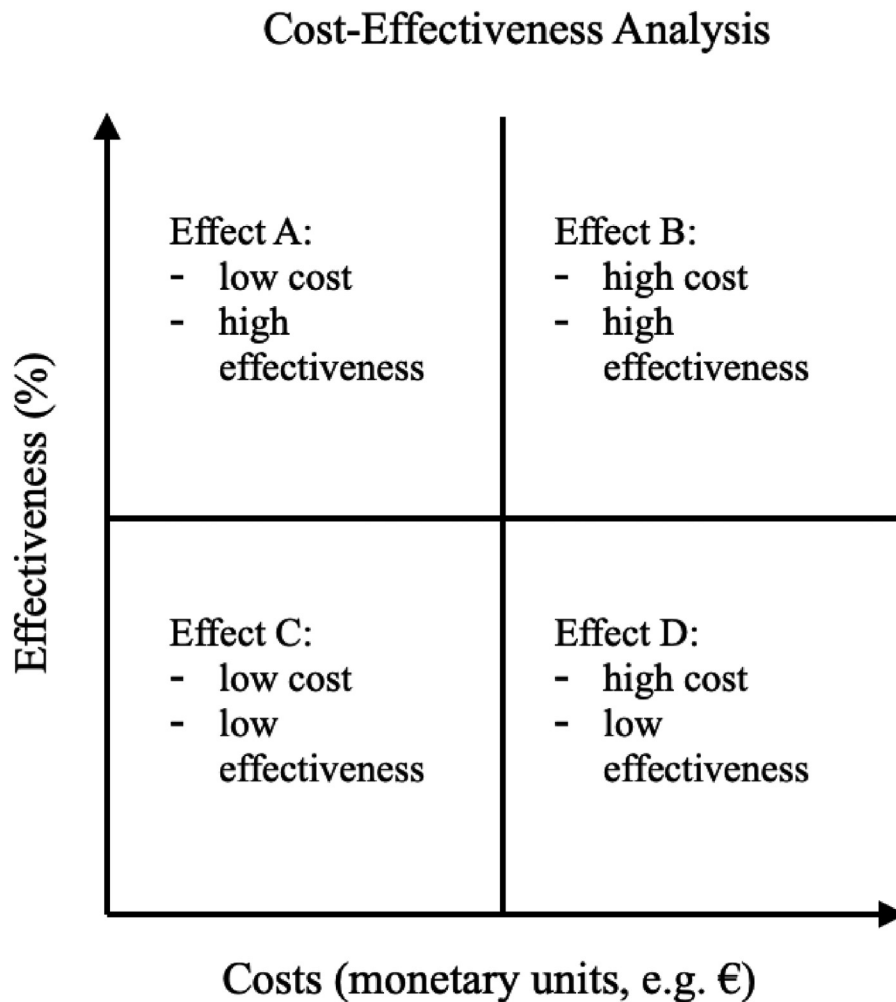 Cost-Effectiveness Analysis
Effectiveness (%)
Effect A:
- low cost
- high
effectiveness
Effect B:
- high cost
- high
effectiveness
Effect C:
- low cost
- low
effectiveness
Effect D:
- high cost
- low
effectiveness
Costs (monetary units, e.g. €)